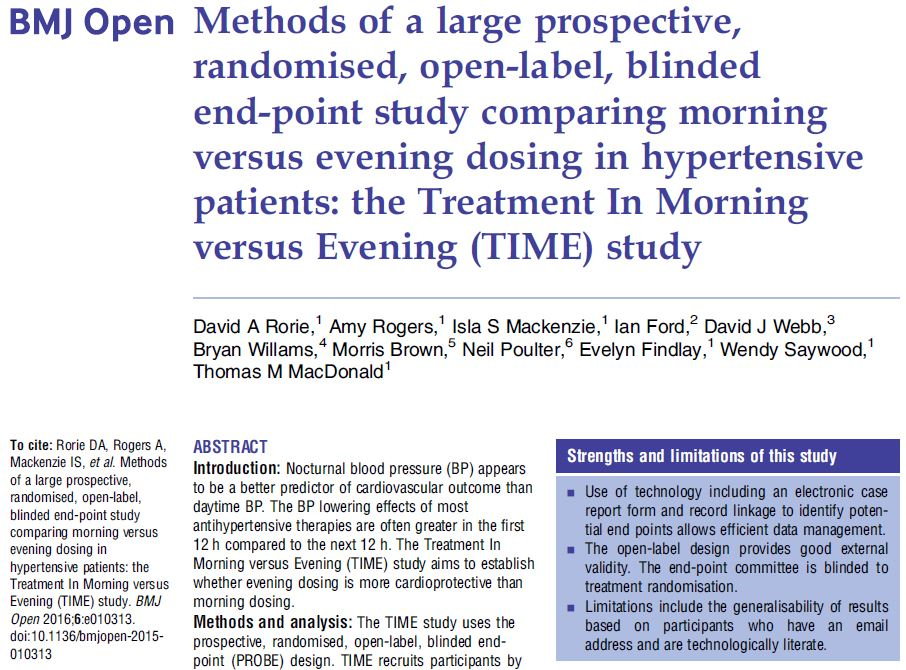 BMJ Open
Methods of a large prospective,
randomised, open-label, blinded
end-point study comparing morning
versus evening dosing in hypertensive
patients: the Treatment In Morning
versus Evening (TIME) study
David A Rorie,1 Amy Rogers,1 Isla S Mackenzie,1 Ian Ford,2 David J Webb,3
Bryan Willams,4 Morris Brown,5 Neil Poulter,6 Evelyn Findlay,1 Wendy Saywood,1
Thomas M MacDonald1
To cite: Rorie DA, Rogers A,
Mackenzie IS, et al. Methods
of a large prospective,
randomised, open-label,
blinded end-point study
comparing morning versus
evening dosing in
hypertensive patients: the
Treatment In Morning versus
Evening (TIME) study. BMJ
Open 2016;6:e010313.
doi:10.1136/bmjopen-2015-
010313
ABSTRACT
Introduction: Nocturnal blood pressure (BP) appears
to be a better predictor of cardiovascular outcome than
daytime BP. The BP lowering effects of most
antihypertensive therapies are often greater in the first
12 h compared to the next 12 h. The Treatment In
Morning versus Evening (TIME) study aims to establish
whether evening dosing is more cardioprotective than
morning dosing.
Methods and analysis: The TIME study uses the
prospective, randomised, open-label, blinded end-
point (PROBE) design. TIME recruits participants by
Strengths and limitations of this study
▪ Use of technology including an electronic case
report form and record linkage to identify poten-
tial end points allows efficient data management.
▪ The open-label design provides good external
validity. The end-point committee is blinded to
treatment randomisation.
▪ Limitations include the generalisability of results
based on participants who have an email
address and are technologically literate.